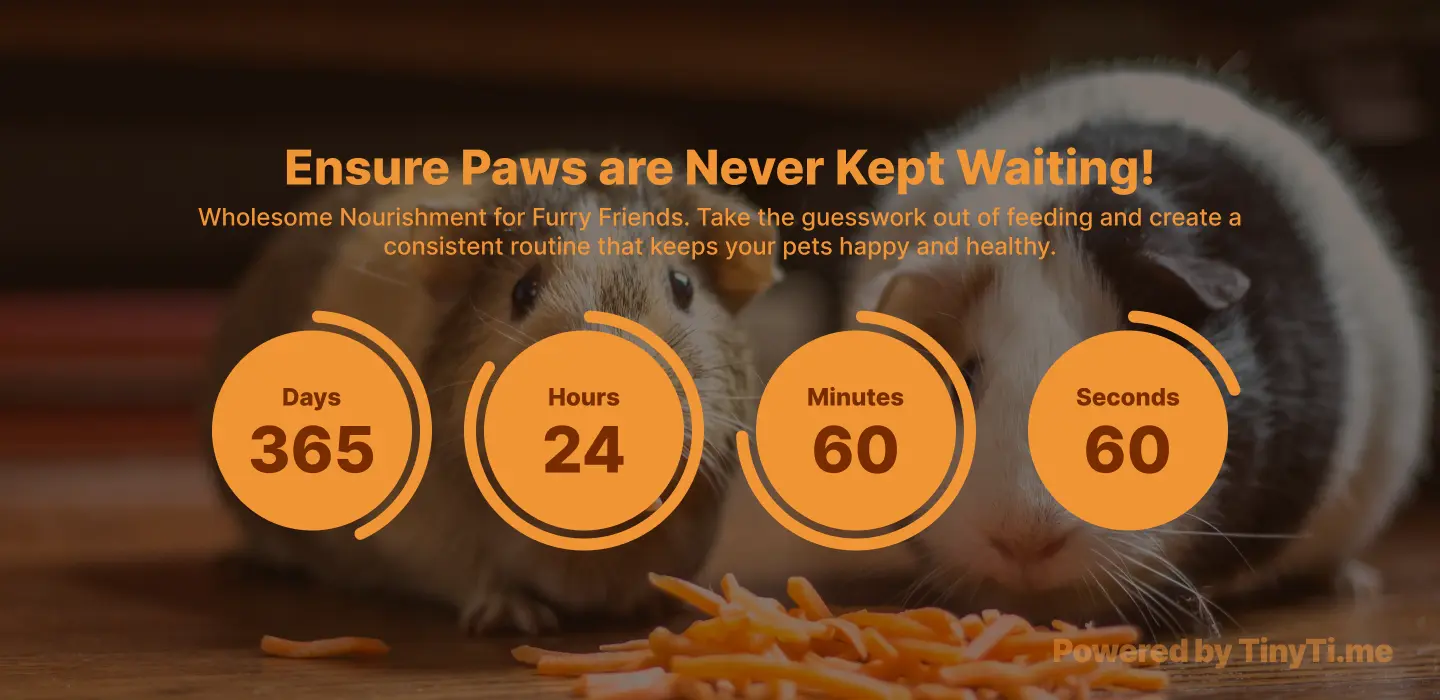 Ensure Paws are Never Kept Waiting!
Wholesome Nourishment for Furry Friends. Take the guesswork out of feeding and create a
consistent routine that keeps your pets happy and healthy.
Days
365
Hours
24
Minutes
60
Seconds
60
Powered by TinyTi.me